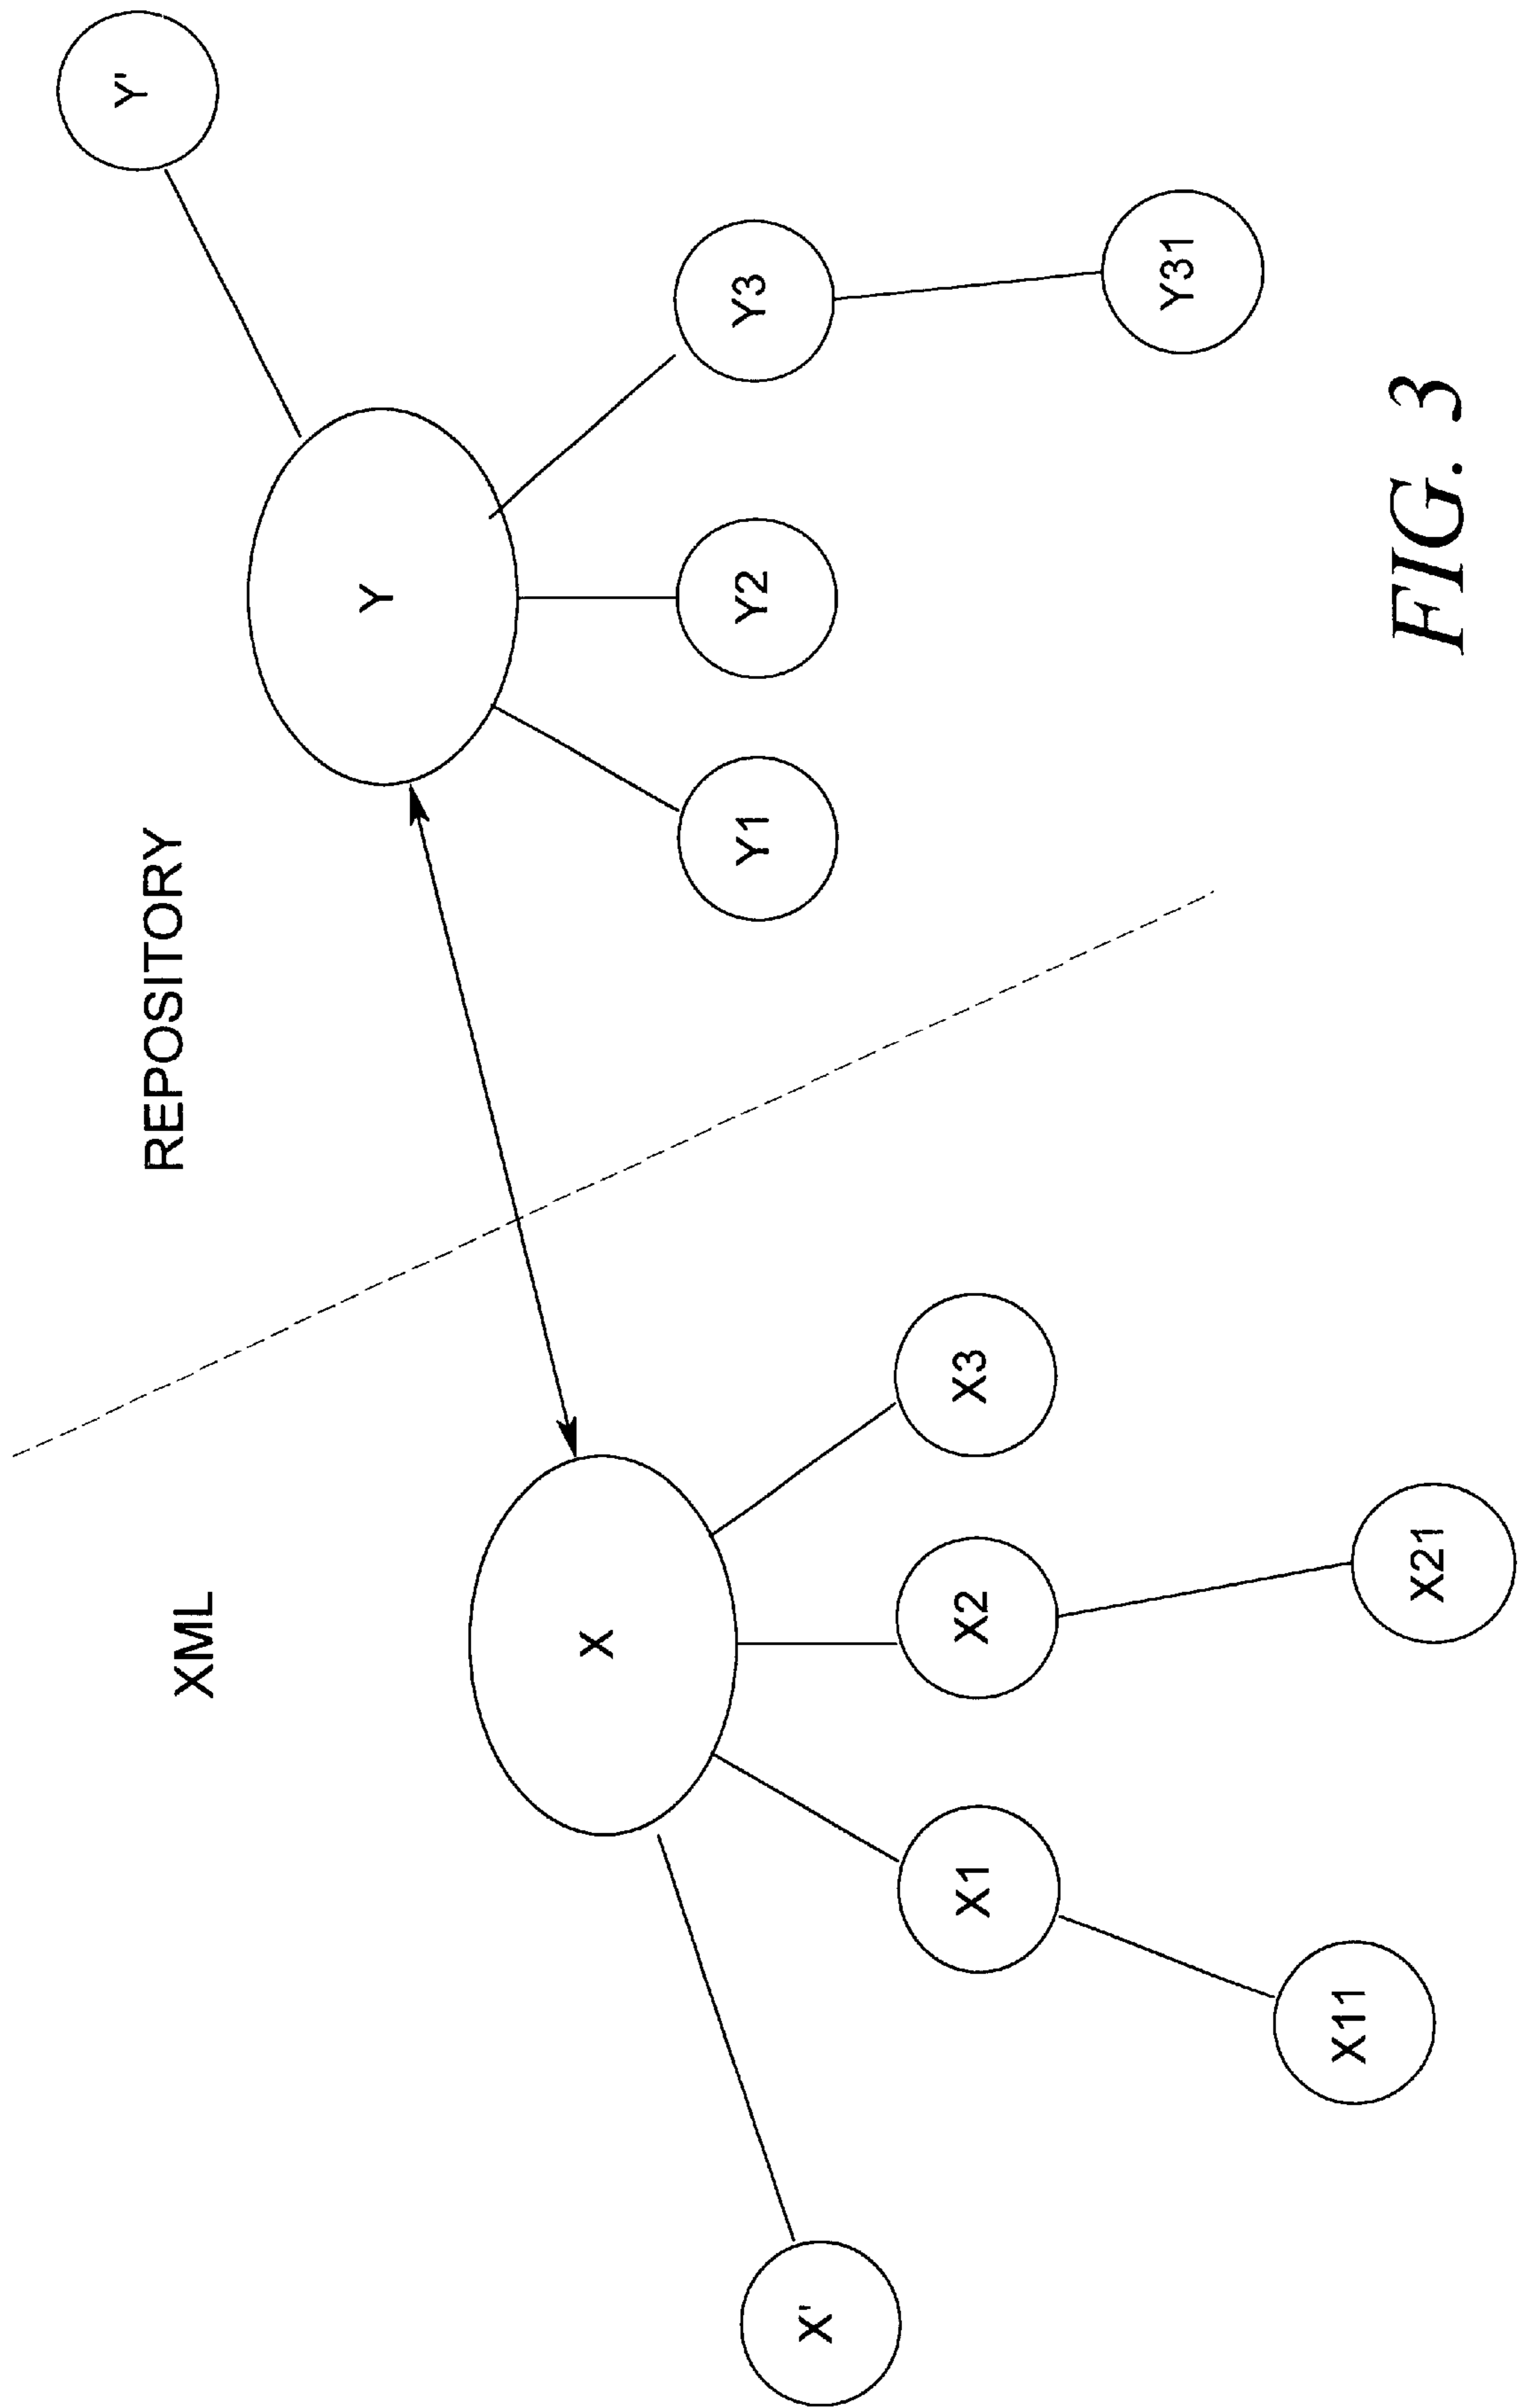 XML
REPOSITORY
Y'
Y
X
Y1
Y2
Y3
X'
X1
X2
X3
Y31
X11
X21
FIG. 3